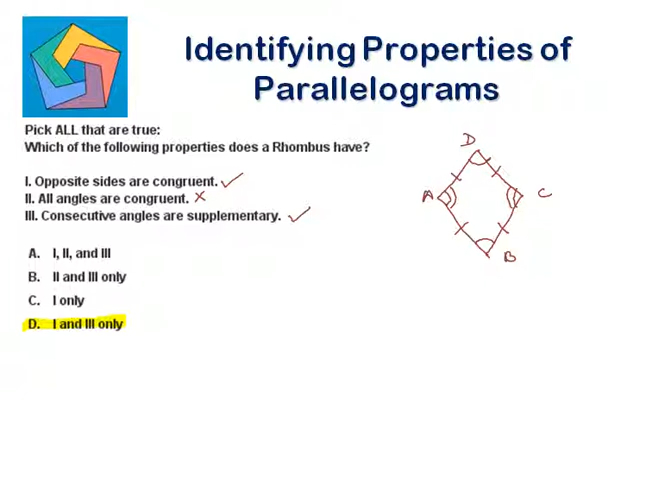 Identifying Properties of
Parallelograms
Pick ALL that are true:
Which of the following properties does a Rhombus have?
I. Opposite sides are congruent.
II. All angles are congruent.
III. Consecutive angles are supplementary.
A. I, II, and III
B. II and III only
C. I only
D. I and III only
D
A
C
B